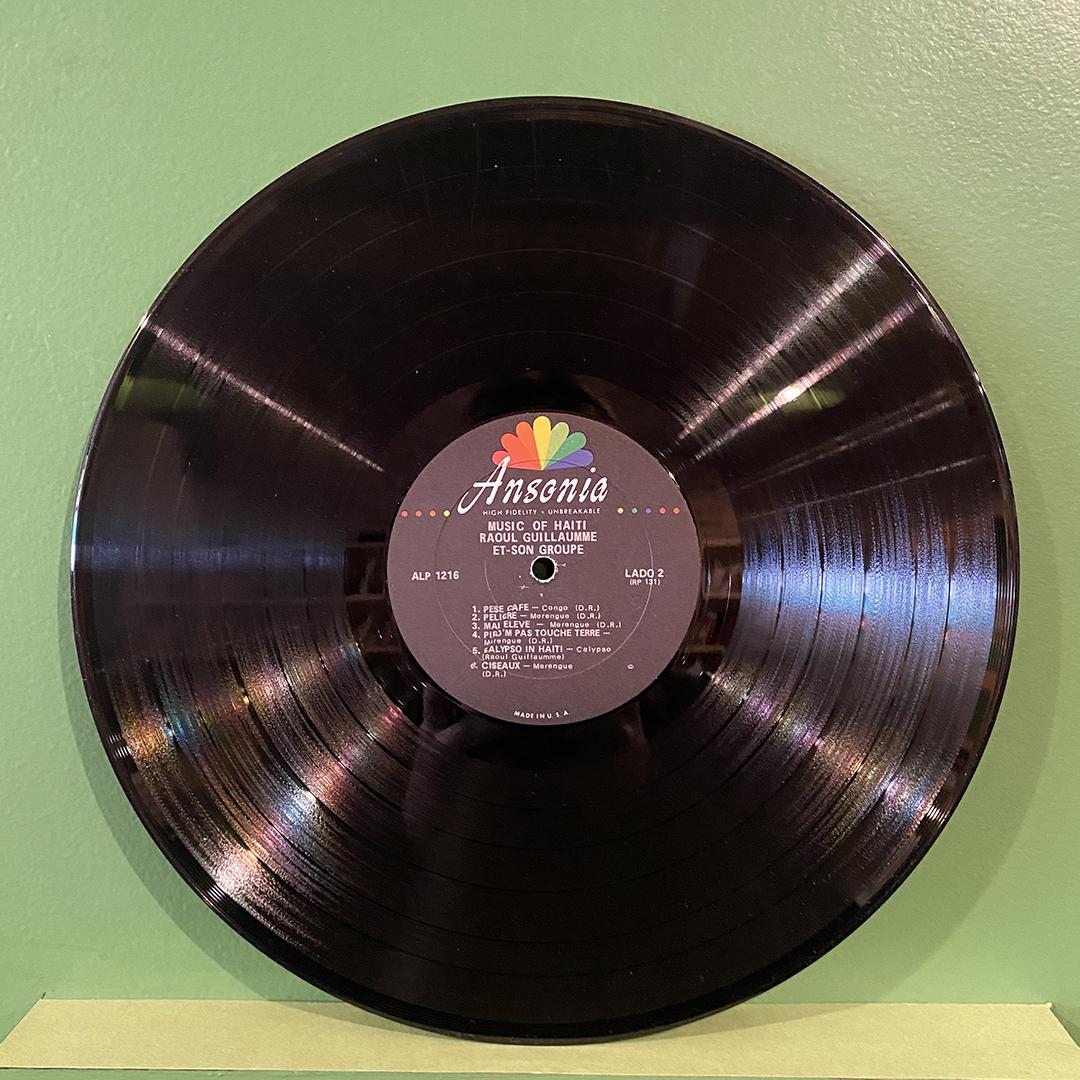 Ansonia
HIGH FIDELITY - UNBREAKABLE
MUSIC OF HAITI
RAOUL GUILLAUMME
ET-SON GROUPE
ALP 1216
LADO 2
(RP 131)
1. PESE CAFE — Congo (D.R.)
2. PELIGRE — Merengue (D.R.)
3. MAI ELEVE — Merengue (D.R.)
4. M PAS TOUCHE TERRE —
Merengue (D.R.)
5. CALYPSO IN HAITI — Calypso
(Raoul Guillaumme)
6. CISEAUX — Merengue
(D.R.)
MADE IN U. S. A.